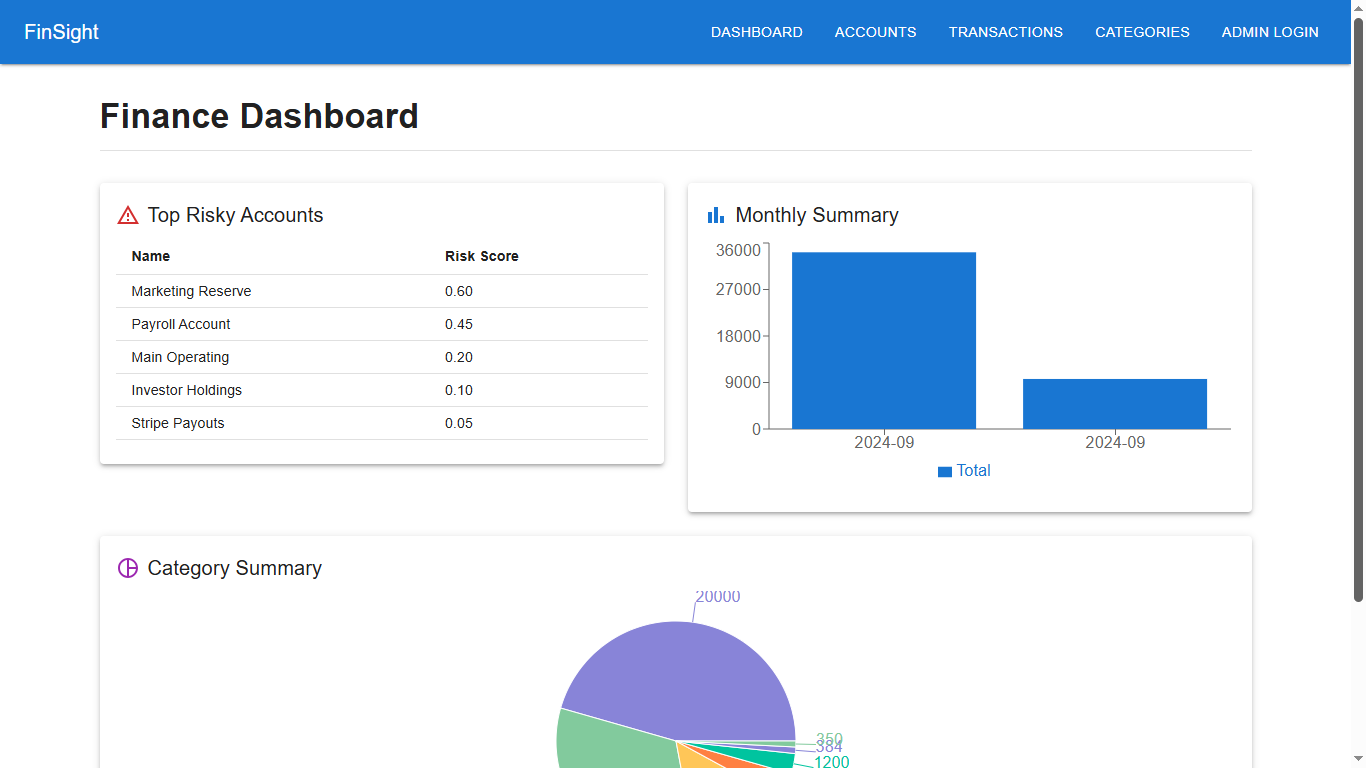 FinSight
DASHBOARD ACCOUNTS TRANSACTIONS CATEGORIES ADMIN LOGIN
Finance Dashboard
Top Risky Accounts
Name Risk Score
Marketing Reserve 0.60
Payroll Account 0.45
Main Operating 0.20
Investor Holdings 0.10
Stripe Payouts 0.05
Monthly Summary
36000
27000
18000
9000
0
2024-09 2024-09
Total
Category Summary
20000
350
384
1200